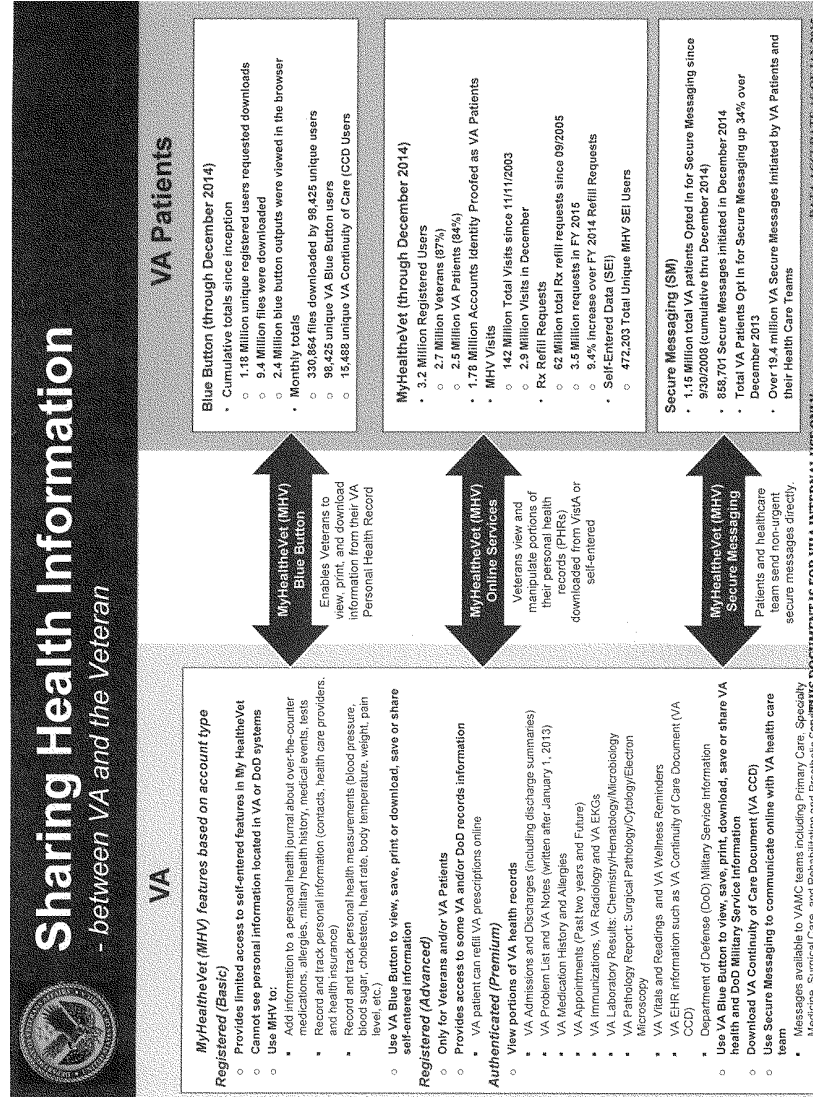 Sharing Health Information
- between VA and the Veteran
VA
MyHealtheVet (MHV) features based on account type
Registered (Basic)
○ Provides limited access to self-entered features in My HealtheVet
○ Cannot see personal information located in VA or DoD systems
○ Use MHV to:
▪ Add information to a personal health journal about over-the-counter
medications, allergies, military health history, medical events, tests
▪ Record and track personal information (contacts, health care providers,
and health insurance)
▪ Record and track personal health measurements (blood pressure,
blood sugar, cholesterol, heart rate, body temperature, weight, pain
level, etc.)
○ Use VA Blue Button to view, save, print or download, save or share
self-entered information
Registered (Advanced)
○ Only for Veterans and/or VA Patients
○ Provides access to some VA and/or DoD records information
▪ VA patient can refill VA prescriptions online
Authenticated (Premium)
○ View portions of VA health records
▪ VA Admissions and Discharges (including discharge summaries)
▪ VA Problem List and VA Notes (written after January 1, 2013)
▪ VA Medication History and Allergies
▪ VA Appointments (Past two years and Future)
▪ VA Immunizations, VA Radiology and VA EKGs
▪ VA Laboratory Results: Chemistry/Hematology/Microbiology
▪ VA Pathology Report: Surgical Pathology/Cytology/Electron
Microscopy
▪ VA Vitals and Readings and VA Wellness Reminders
▪ VA EHR information such as VA Continuity of Care Document (VA
CCD)
▪ Department of Defense (DoD) Military Service Information
○ Use VA Blue Button to view, save, print, download, save or share VA
health and DoD Military Service Information
○ Download VA Continuity of Care Document (VA CCD)
○ Use Secure Messaging to communicate online with VA health care
team
▪ Messages available to VAMC teams including Primary Care, Specialty
Medicine, Surgical Care, and Rehabilitation and Prosthetic
MyHealtheVet (MHV)
Blue Button
Enables Veterans to
view, print, and download
information from their VA
Personal Health Record
MyHealtheVet (MHV)
Online Services
Veterans view and
manipulate portions of
their personal health
records (PHRs)
downloaded from VistA or
self-entered
MyHealtheVet (MHV)
Secure Messaging
Patients and healthcare
team send non-urgent
secure messages directly.
VA Patients
Blue Button (through December 2014)
• Cumulative totals since inception
○ 1.18 Million unique registered users requested downloads
○ 9.4 Million files were downloaded
○ 2.4 Million blue button outputs were viewed in the browser
• Monthly totals
○ 330,864 files downloaded by 98,425 unique users
○ 98,425 unique VA Blue Button users
○ 15,488 unique VA Continuity of Care (CCD Users
MyHealtheVet (through December 2014)
• 3.2 Million Registered Users
○ 2.7 Million Veterans (87%)
○ 2.5 Million VA Patients (84%)
• 1.78 Million Accounts Identity Proofed as VA Patients
• MHV Visits
○ 142 Million Total Visits since 11/11/2003
○ 2.9 Million Visits in December
• Rx Refill Requests
○ 62 Million total Rx refill requests since 09/2005
○ 3.5 Million requests in FY 2015
○ 9.4% increase over FY 2014 Refill Requests
• Self-Entered Data (SEI)
○ 472,203 Total Unique MHV SEI Users
Secure Messaging (SM)
• 1.15 Million total VA patients Opted In for Secure Messaging since
9/30/2008 (cumulative thru December 2014)
• 858,701 Secure Messages initiated in December 2014
• Total VA Patients Opt In for Secure Messaging up 34% over
December 2013
• Over 19.4 million VA Secure Messages Initiated by VA Patients and
their Health Care Teams
THIS DOCUMENT IS FOR VHA INTERNAL USE ONLY